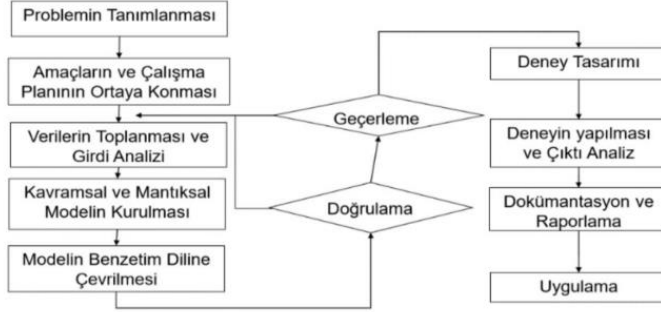 Problemin Tanımlanması
Amaçların ve Çalışma
Planının Ortaya Konması
Verilerin Toplanması ve
Girdi Analizi
Kavramsal ve Mantıksal
Modelin Kurulması
Modelin Benzetim Diline
Çevrilmesi
Doğrulama
Geçerleme
Deney Tasarımı
Deneyin yapılması
ve Çıktı Analiz
Dokümantasyon ve
Raporlama
Uygulama